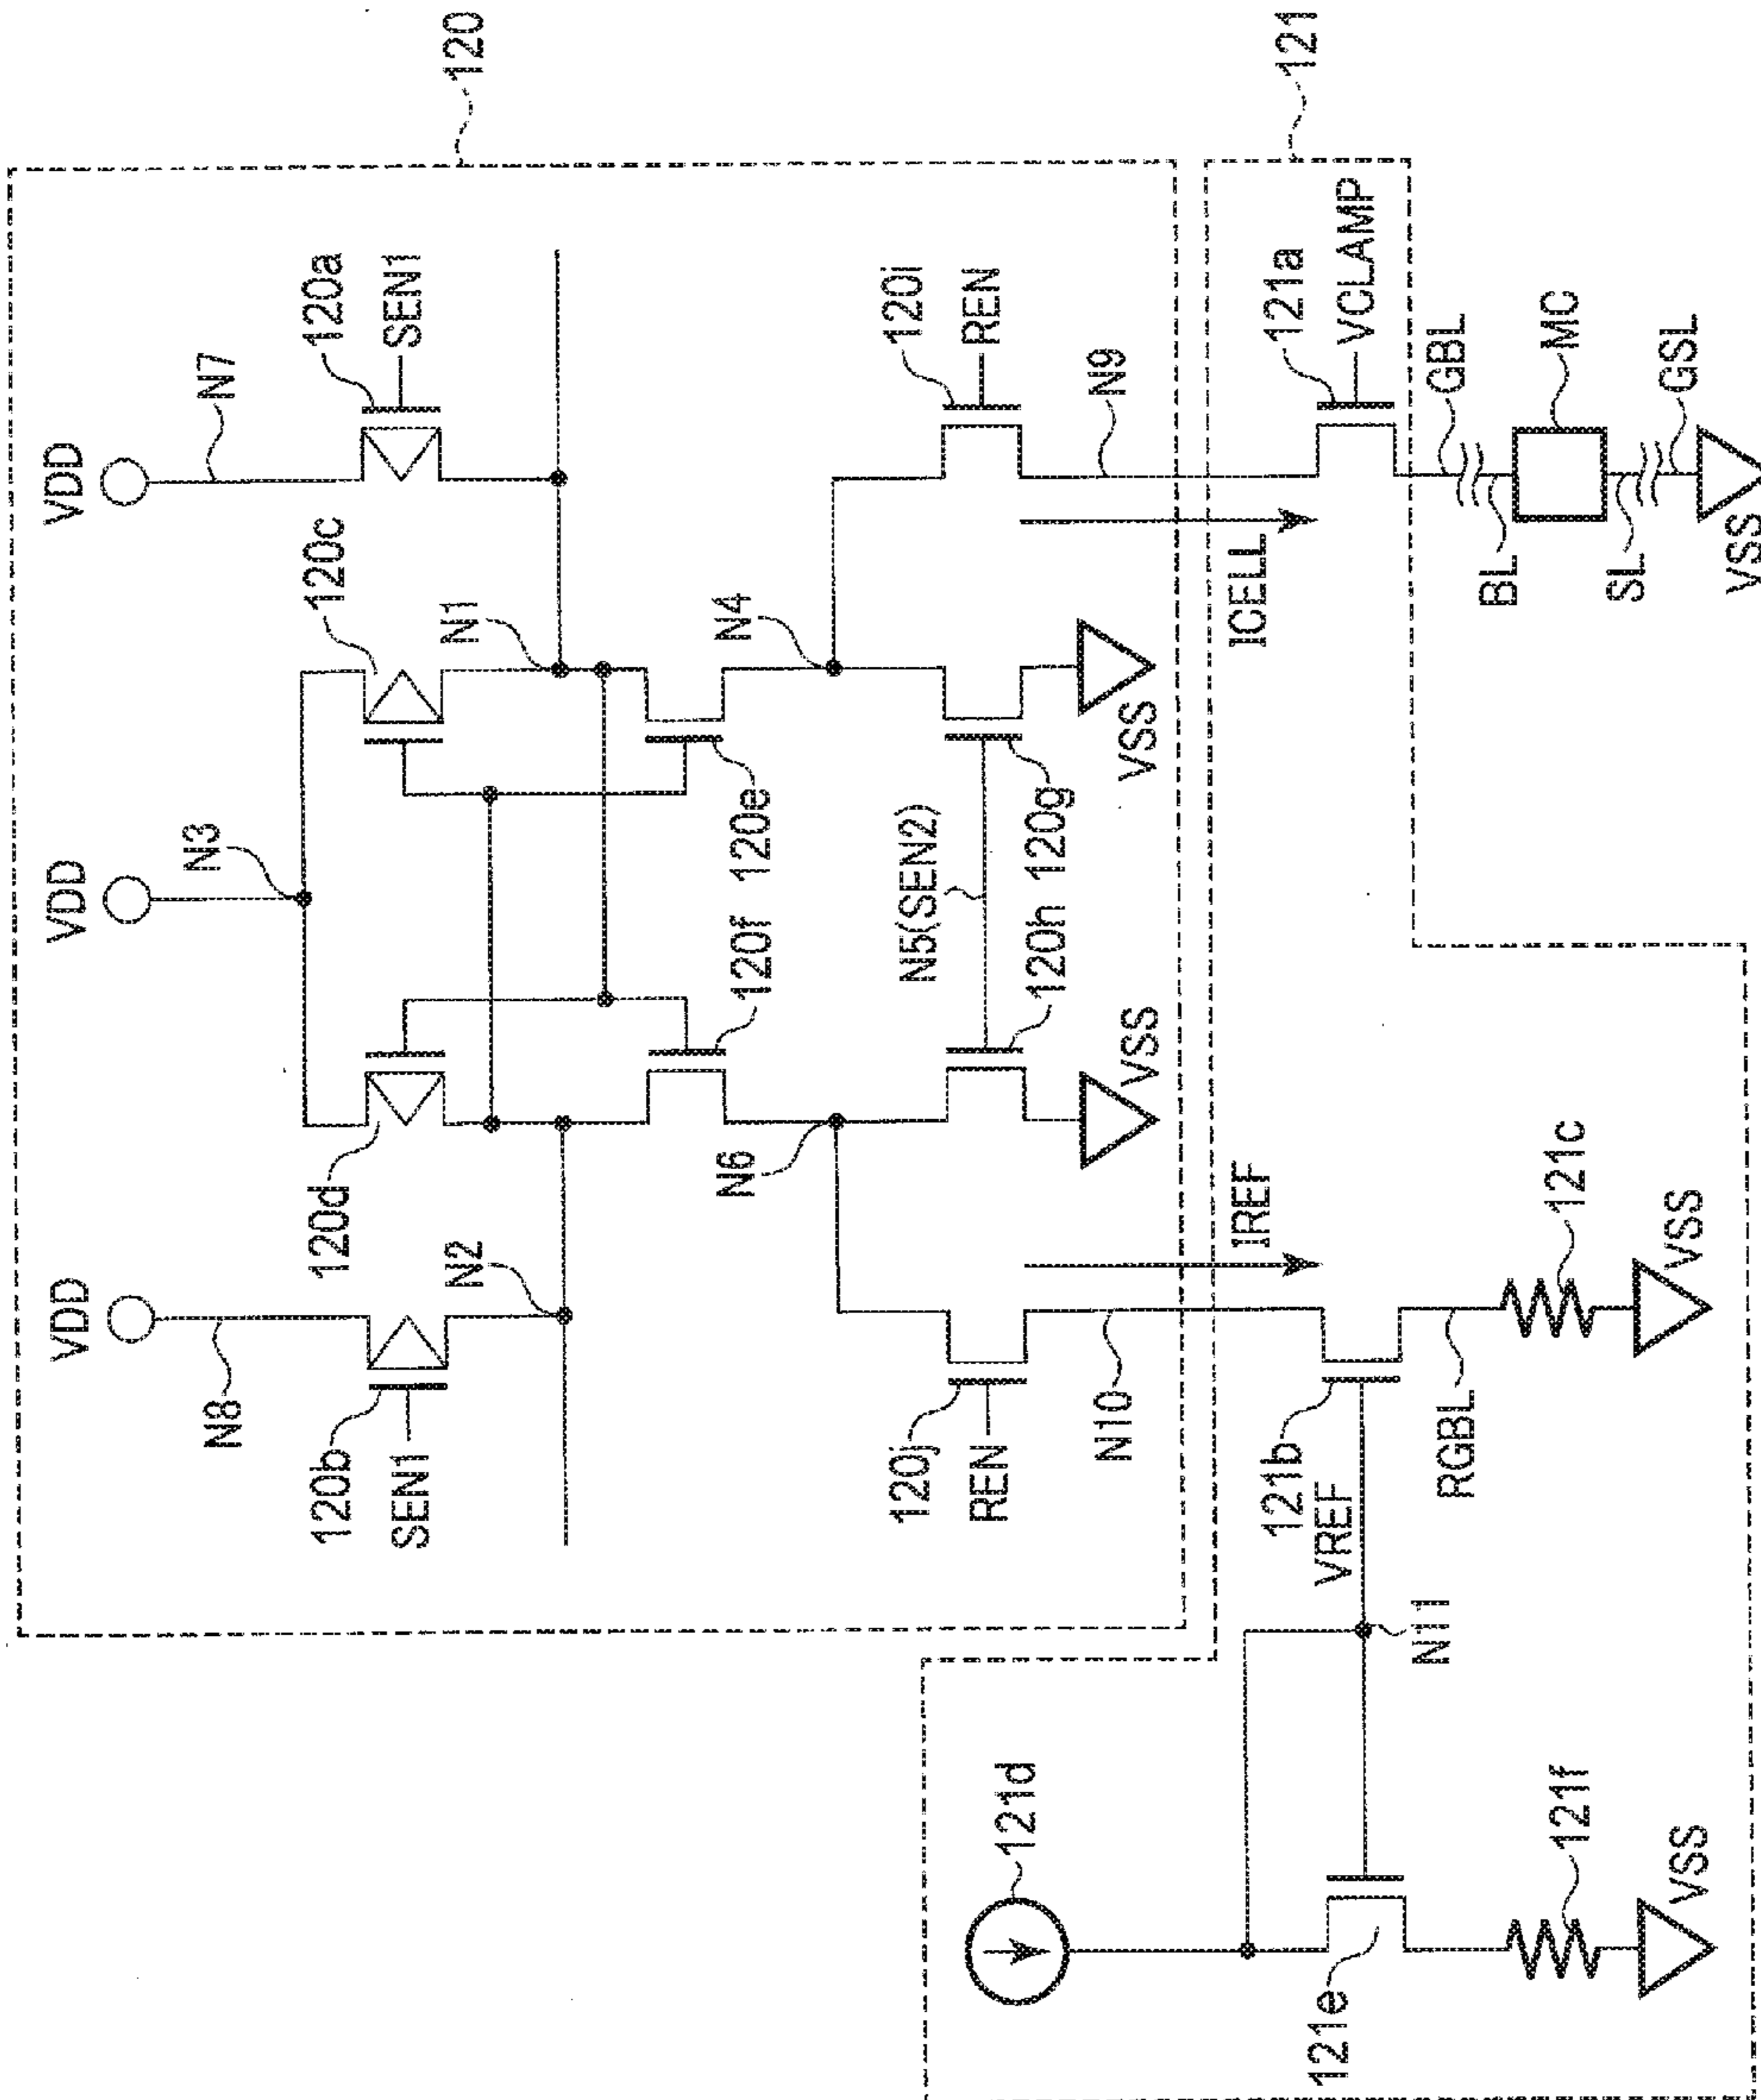 VDD
VDD
VDD
N8
N3
N7
120b
120d
120c
120a
SEN1
SEN1
N2
N1
120
N6
120f
120e
N4
120j
N5(SEN2)
120i
REN
REN
121d
120h
120g
N10
VSS
VSS
N9
IREF
ICELL
121
121b
121a
121e
VREF
VCLAMP
N11
GBL
RGBL
BL
121f
121c
MC
SL
VSS
VSS
GSL
VSS